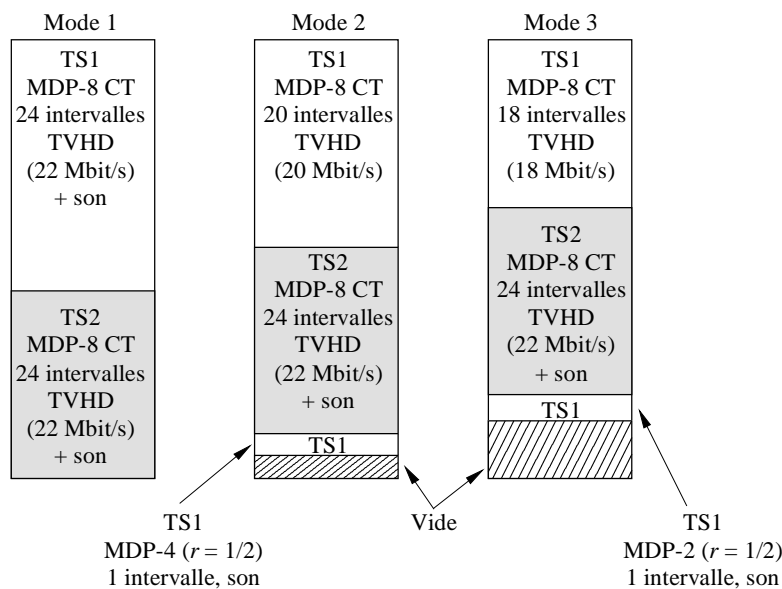 Mode 1
TS1
MDP-8 CT
24 intervalles
TVHD
(22 Mbit/s)
+ son
TS2
MDP-8 CT
24 intervalles
TVHD
(22 Mbit/s)
+ son
Mode 2
TS1
MDP-8 CT
20 intervalles
TVHD
(20 Mbit/s)
TS2
MDP-8 CT
24 intervalles
TVHD
(22 Mbit/s)
+ son
TS1
Mode 3
TS1
MDP-8 CT
18 intervalles
TVHD
(18 Mbit/s)
TS2
MDP-8 CT
24 intervalles
TVHD
(22 Mbit/s)
+ son
TS1
TS1
MDP-4 (r = 1/2)
1 intervalle, son
Vide
TS1
MDP-2 (r = 1/2)
1 intervalle, son